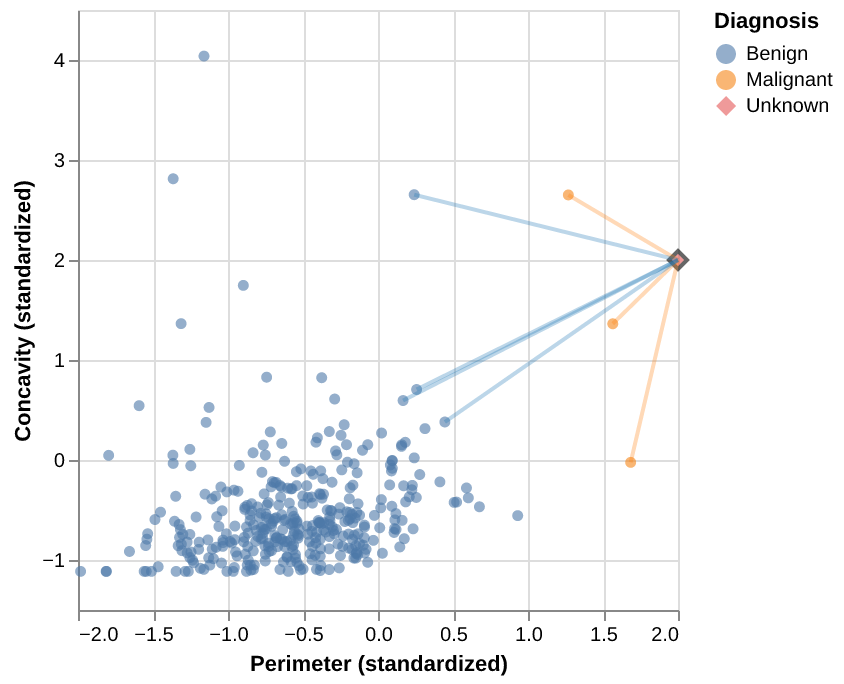 Diagnosis
Benign
Malignant
Unknown
4
3
2
1
0
−1
Concavity (standardized)
−2.0 −1.5 −1.0 −0.5 0.0 0.5 1.0 1.5 2.0
Perimeter (standardized)